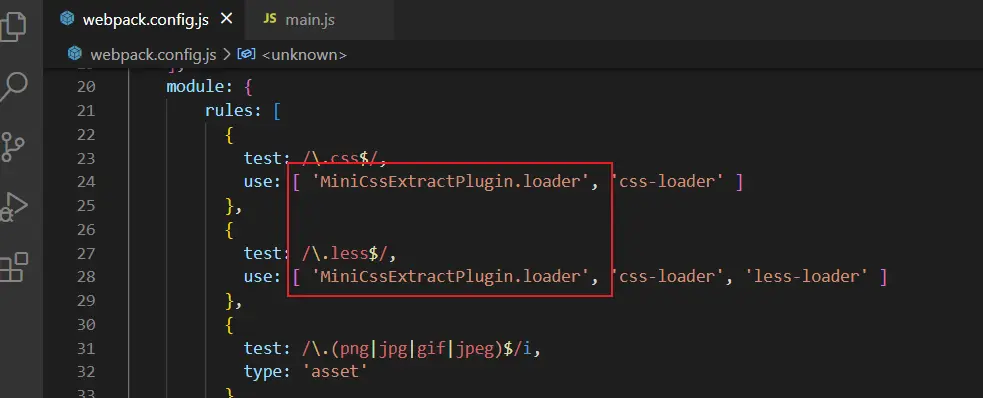 webpack.config.js
JS main.js
webpack.config.js > <unknown>
20 module: {
21 rules: [
22 {
23 test: /\.css$/,
24 use: [ 'MiniCssExtractPlugin.loader', 'css-loader' ]
25 },
26 {
27 test: /\.less$/,
28 use: [ 'MiniCssExtractPlugin.loader', 'css-loader', 'less-loader' ]
29 },
30 {
31 test: /\.(png|jpg|gif|jpeg)$/i,
32 type: 'asset'
33 }